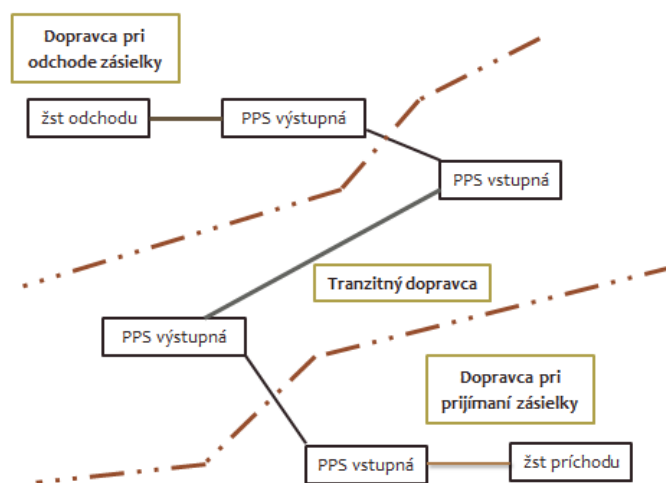 Dopravca pri
odchode zásielky
žst odchodu
PPS výstupná
PPS vstupná
Tranzitný dopravca
PPS výstupná
Dopravca pri
prijímaní zásielky
PPS vstupná
žst príchodu